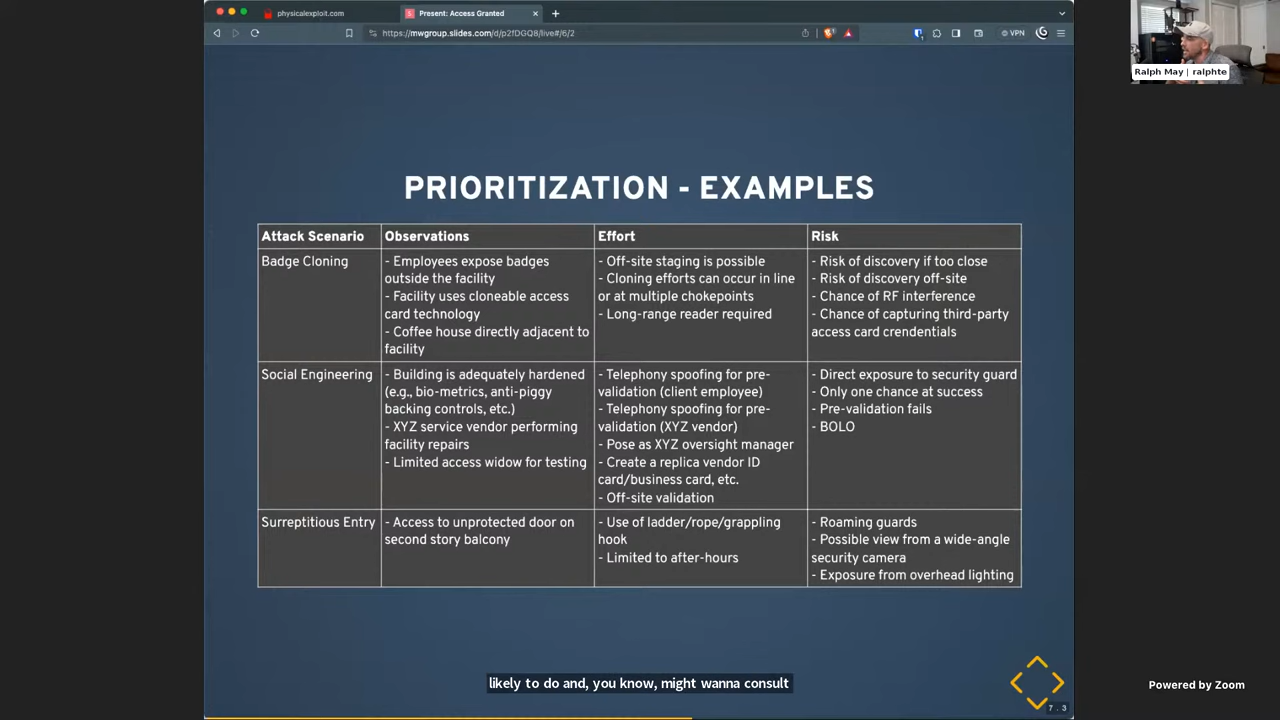 physicalexploit.com
Present: Access Granted
https://mwgroup.slides.com/d/p2fDGQ8/live#/6/2
VPN
Ralph May | ralphte
PRIORITIZATION - EXAMPLES
Attack Scenario
Observations
Effort
Risk
Badge Cloning
- Employees expose badges
outside the facility
- Facility uses cloneable access
card technology
- Coffee house directly adjacent to
facility
- Off-site staging is possible
- Cloning efforts can occur in line
or at multiple chokepoints
- Long-range reader required
- Risk of discovery if too close
- Risk of discovery off-site
- Chance of RF interference
- Chance of capturing third-party
access card crendentials
Social Engineering
- Building is adequately hardened
(e.g., bio-metrics, anti-piggy
backing controls, etc.)
- XYZ service vendor performing
facility repairs
- Limited access widow for testing
- Telephony spoofing for pre-
validation (client employee)
- Telephony spoofing for pre-
validation (XYZ vendor)
- Pose as XYZ oversight manager
- Create a replica vendor ID
card/business card, etc.
- Off-site validation
- Direct exposure to security guard
- Only one chance at success
- Pre-validation fails
- BOLO
Surreptitious Entry
- Access to unprotected door on
second story balcony
- Use of ladder/rope/grappling
hook
- Limited to after-hours
- Roaming guards
- Possible view from a wide-angle
security camera
- Exposure from overhead lighting
likely to do and, you know, might wanna consult
7.3
Powered by Zoom